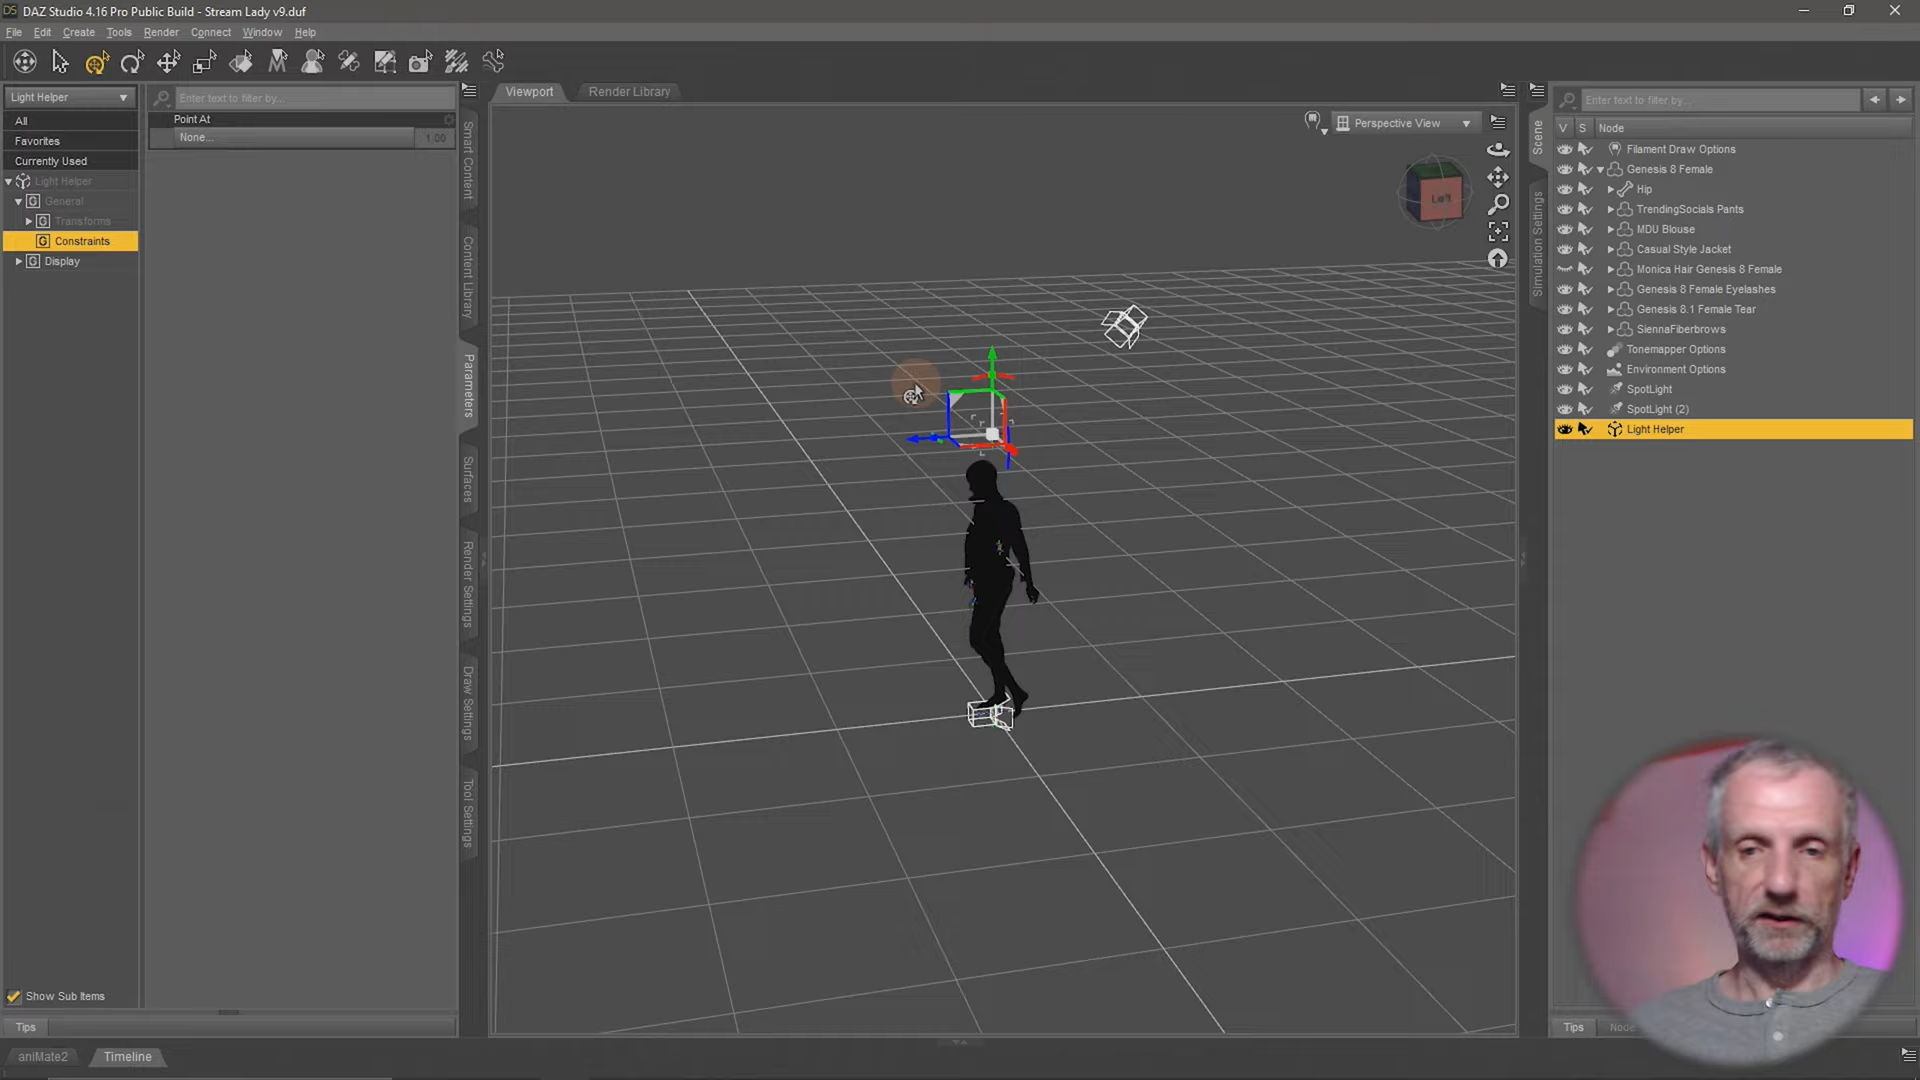 DAZ Studio 4.16 Pro Public Build - Stream Lady v9.duf
File Edit Create Tools Render Connect Window Help
Light Helper
Enter text to filter by...
All
Favorites
Currently Used
Light Helper
General
Transforms
Constraints
Display
Point At
None...
1.00
Show Sub Items
Tips
aniMate2
Timeline
Smart Content
Content Library
Parameters
Surfaces
Render Settings
Draw Settings
Tool Settings
Viewport
Render Library
Perspective View
Left
Scene
Simulation Settings
Enter text to filter by...
V S Node
Filament Draw Options
Genesis 8 Female
Hip
TrendingSocials Pants
MDU Blouse
Casual Style Jacket
Monica Hair Genesis 8 Female
Genesis 8 Female Eyelashes
Genesis 8.1 Female Tear
SiennaFiberbrows
Tonemapper Options
Environment Options
SpotLight
SpotLight (2)
Light Helper
Tips
Node